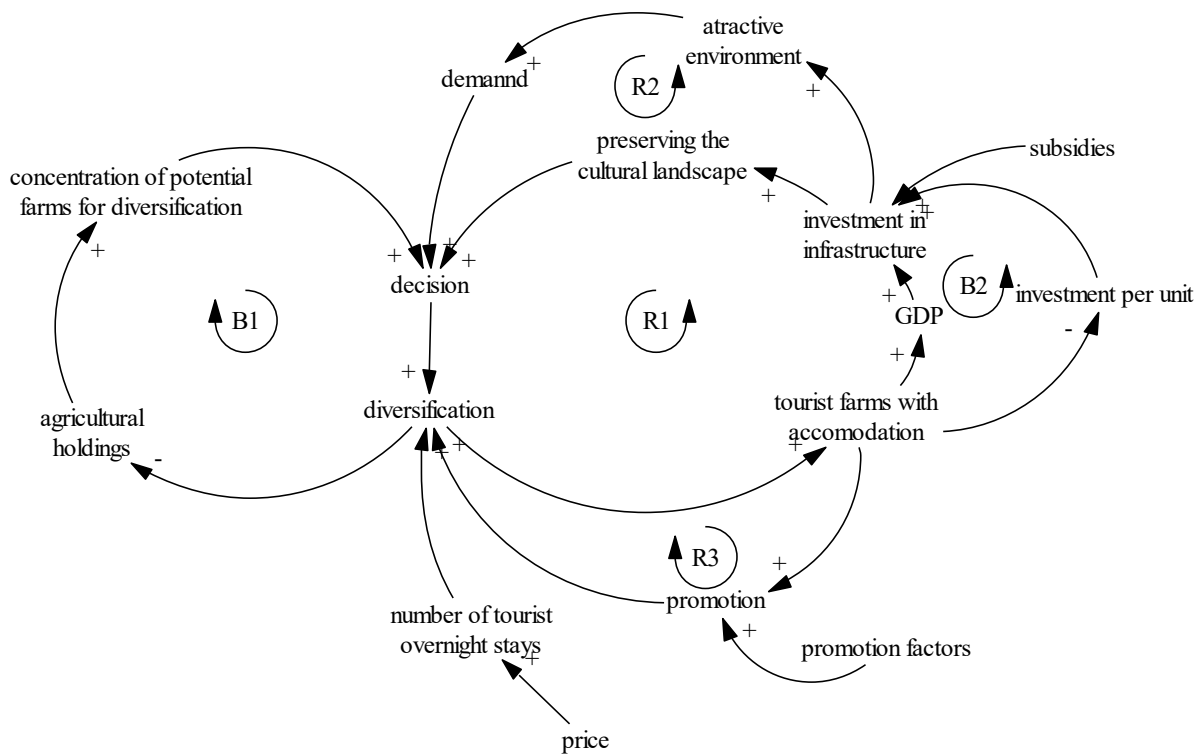 atractive
environment
+
demannd
R2
+
preserving the
cultural landscape
+
subsidies
concentration of potential
farms for diversification
+
investment in
infrastructure
+
+
+
+
+
+
decision
B1
R1
B2
investment per unit
+
GDP
-
+
+
diversification
tourist farms with
accomodation
agricultural
holdings
-
+
+
+
R3
+
promotion
number of tourist
overnight stays
+
promotion factors
-+
price